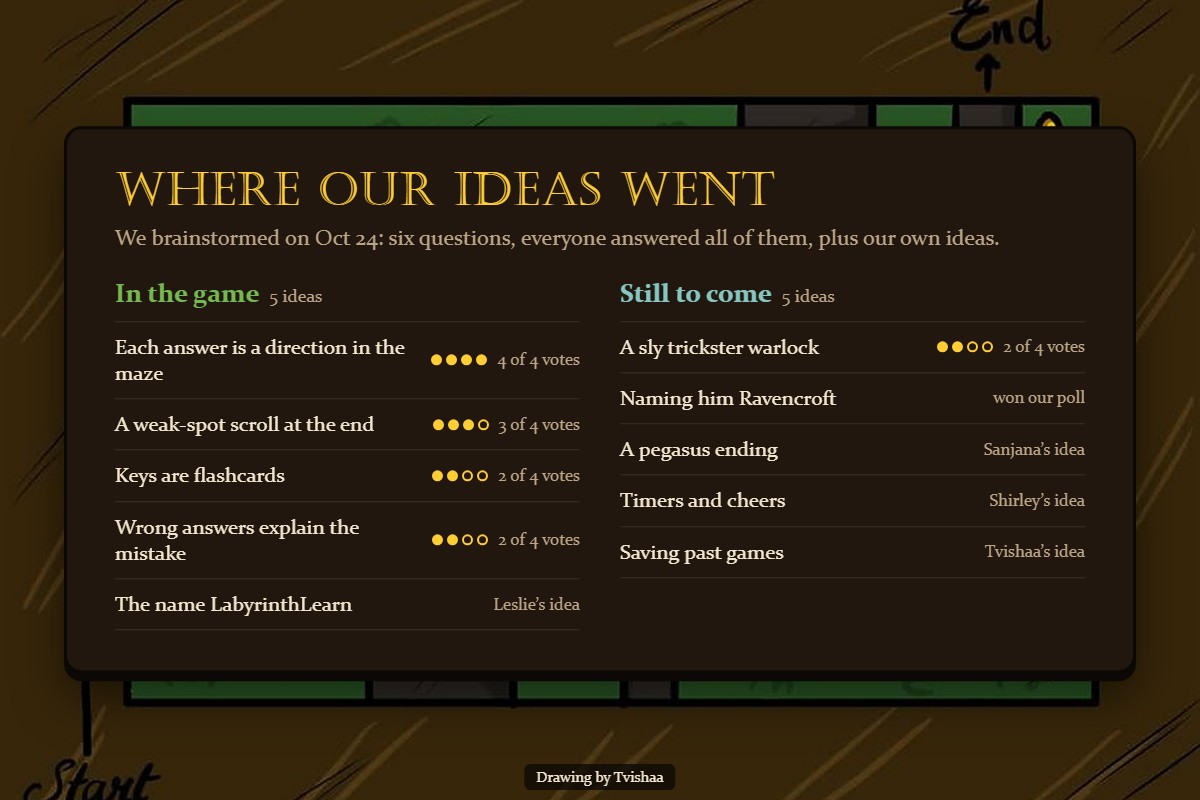 End
WHERE OUR IDEAS WENT
We brainstormed on Oct 24: six questions, everyone answered all of them, plus our own ideas.
In the game 5 ideas
Each answer is a direction in the
maze
4 of 4 votes
A weak-spot scroll at the end 3 of 4 votes
Keys are flashcards 2 of 4 votes
Wrong answers explain the
mistake
2 of 4 votes
The name LabyrinthLearn Leslie’s idea
Still to come 5 ideas
A sly trickster warlock 2 of 4 votes
Naming him Ravencroft won our poll
A pegasus ending Sanjana’s idea
Timers and cheers Shirley’s idea
Saving past games Tvishaa’s idea
Start
Drawing by Tvishaa